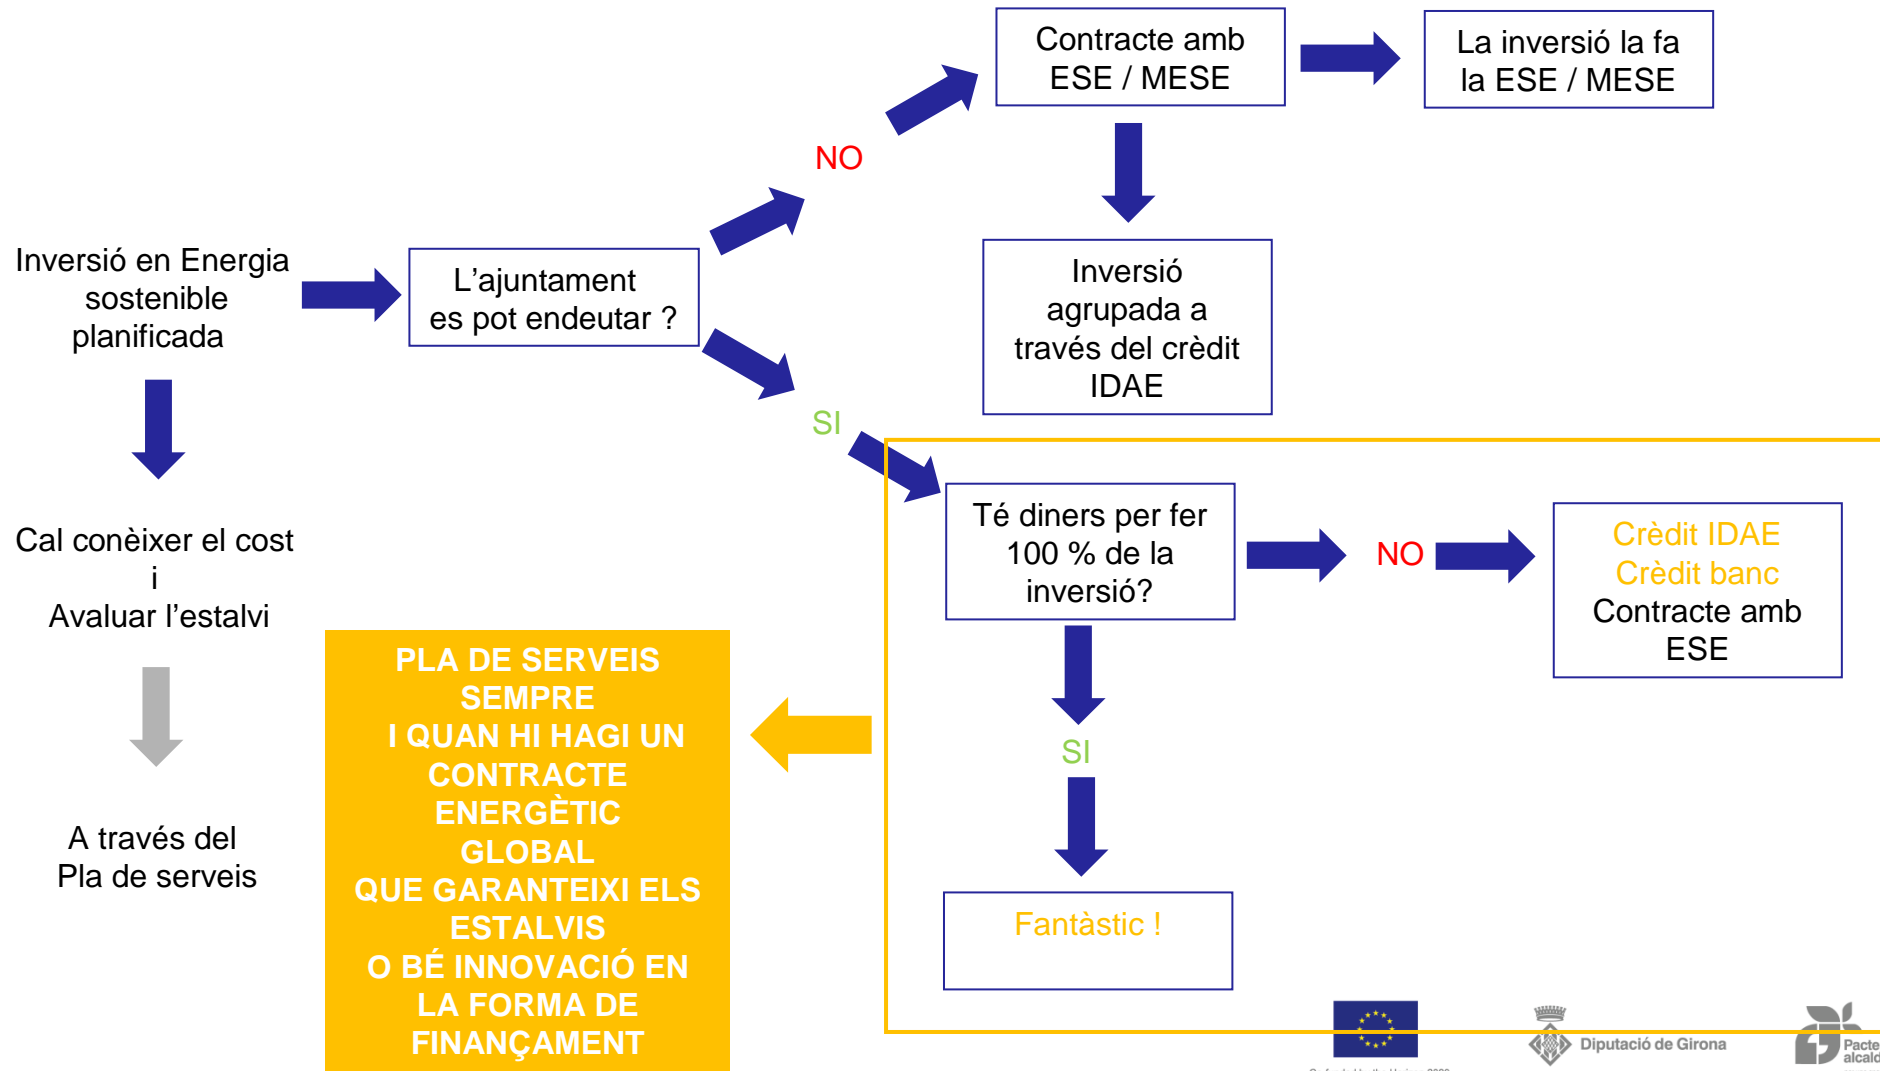 Contracte amb
ESE / MESE
La inversió la fa
la ESE / MESE
NO
Inversió en Energia
sostenible
planificada
L'ajuntament
es pot endeutar ?
Inversió
agrupada a
través del crèdit
IDAE
SI
Cal conèixer el cost
i
Avaluar l'estalvi
Té diners per fer
100 % de la
inversió?
NO
Crèdit IDAE
Crèdit banc
Contracte amb
ESE
PLA DE SERVEIS
SEMPRE
I QUAN HI HAGI UN
CONTRACTE
ENERGÈTIC
GLOBAL
QUE GARANTEIXI ELS
ESTALVIS
O BÉ INNOVACIÓ EN
LA FORMA DE
FINANÇAMENT
SI
A través del
Pla de serveis
Fantàstic !
Diputació de Girona
Pacte
alcald